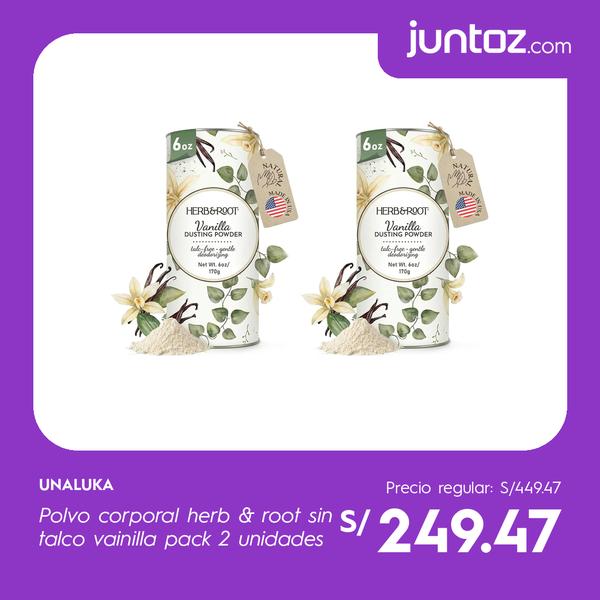 juntoz.com
6oz
NATURAL
MADE IN USA
HERB&ROOT
Vanilla
DUSTING POWDER
talc-free - gentle
deodorizing
Net Wt. 6oz/
170g
6oz
NATURAL
MADE IN USA
HERB&ROOT
Vanilla
DUSTING POWDER
talc-free - gentle
deodorizing
Net Wt. 6oz/
170g
UNALUKA
Precio regular: S/449.47
Polvo corporal herb & root sin
talco vainilla pack 2 unidades
S/ 249.47